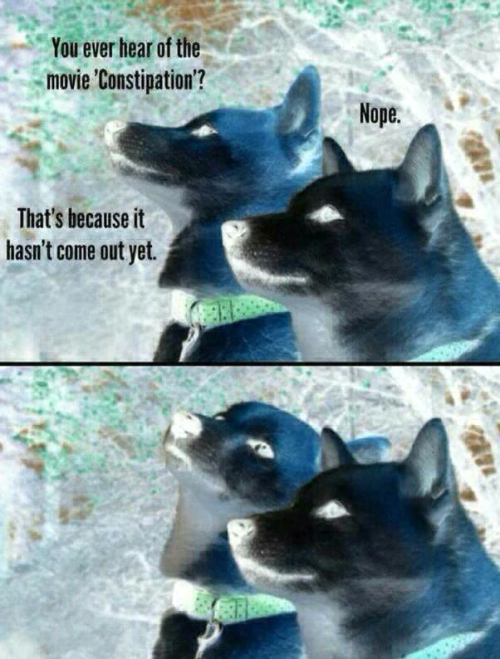 You ever hear of the
movie 'Constipation'?
Nope.
That's because it
hasn't come out yet.